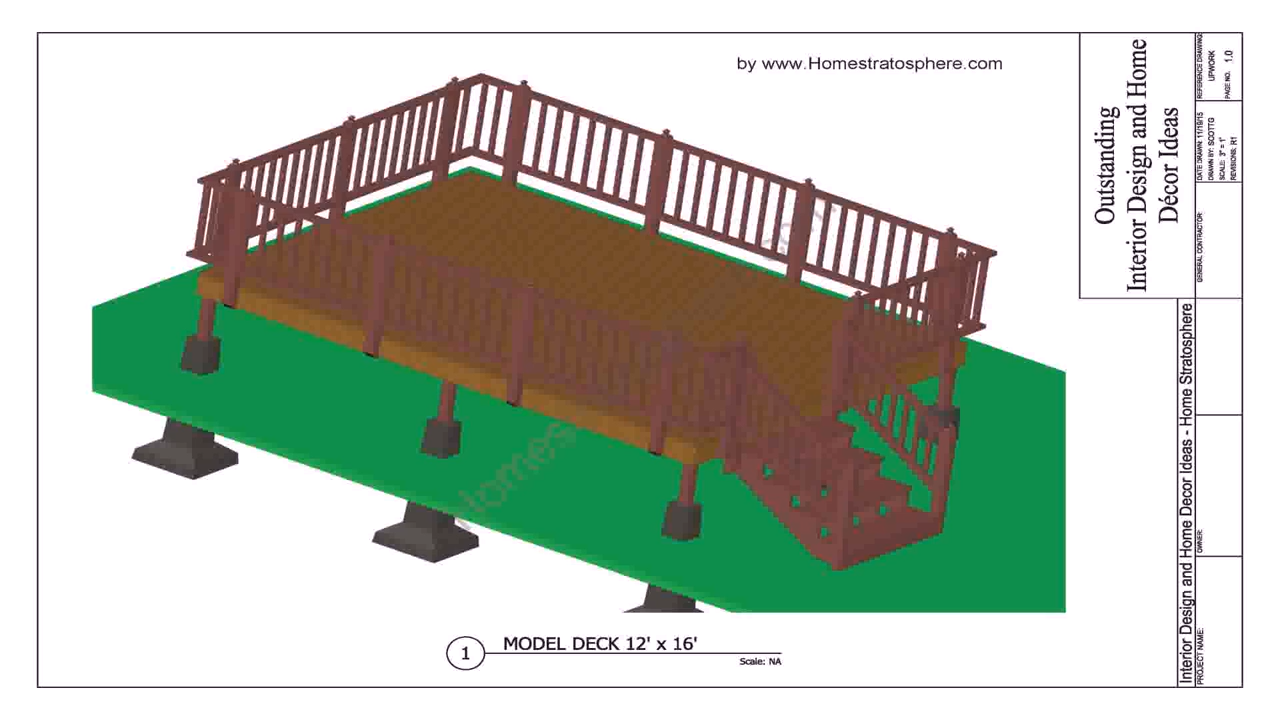 by www.Homestratosphere.com
Outstanding
Interior Design and Home
Décor Ideas
REFERENCE DRAWING:
UPWORK
PAGE NO. 1.0
DATE DRAWN: 11/19/15
DRAWN BY: SCOTTG
SCALE: 3" = 1'
REVISIONS: R1
GENERAL CONTRACTOR:
OWNER:
PROJECT NAME:
Interior Design and Home Decor Ideas - Home Stratosphere
1
MODEL DECK 12' x 16'
Scale: NA